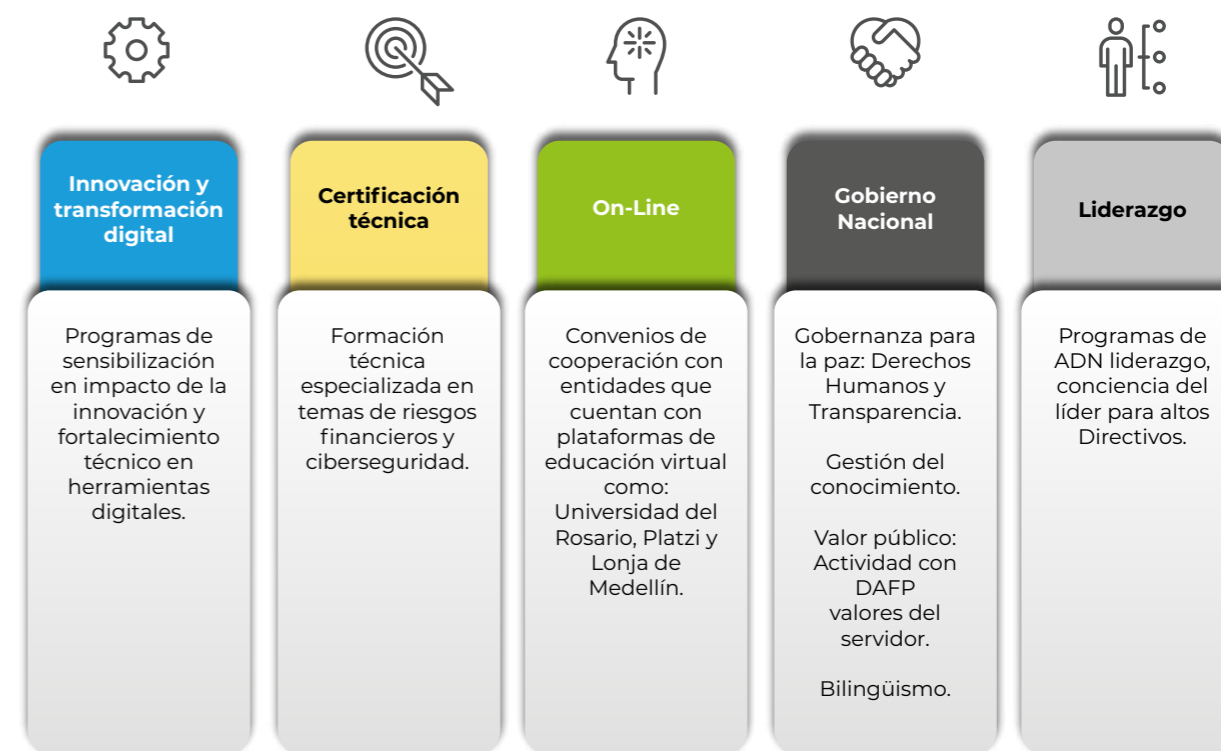 Innovación y
transformación
digital
Programas de
sensibilización
en impacto de la
innovación y
fortalecimiento
técnico en
herramientas
digitales.
Certificación
técnica
Formación
técnica
especializada en
temas de riesgos
financieros y
ciberseguridad.
On-Line
Convenios de
cooperación con
entidades que
cuentan con
plataformas de
educación virtual
como:
Universidad del
Rosario, Platzi y
Lonja de
Medellín.
Gobierno
Nacional
Gobernanza para
la paz: Derechos
Humanos y
Transparencia.
Gestión del
conocimiento.
Valor público:
Actividad con
DAFP
valores del
servidor.
Bilingüismo.
Liderazgo
Programas de
ADN liderazgo,
conciencia del
líder para altos
Directivos.